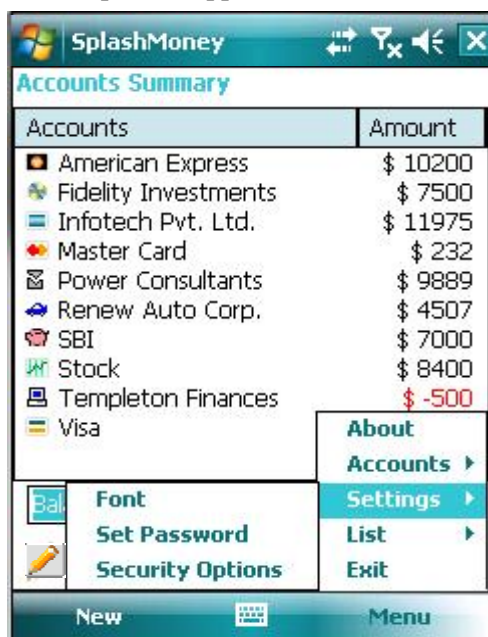 SplashMoney
Accounts Summary
Accounts Amount
American Express $ 10200
Fidelity Investments $ 7500
Infotech Pvt. Ltd. $ 11975
Master Card $ 232
Power Consultants $ 9889
Renew Auto Corp. $ 4507
SBI $ 7000
Stock $ 8400
Templeton Finances $ -500
Visa
About
Accounts
Bal
Font
Set Password
Security Options
Settings
List
Exit
New Menu